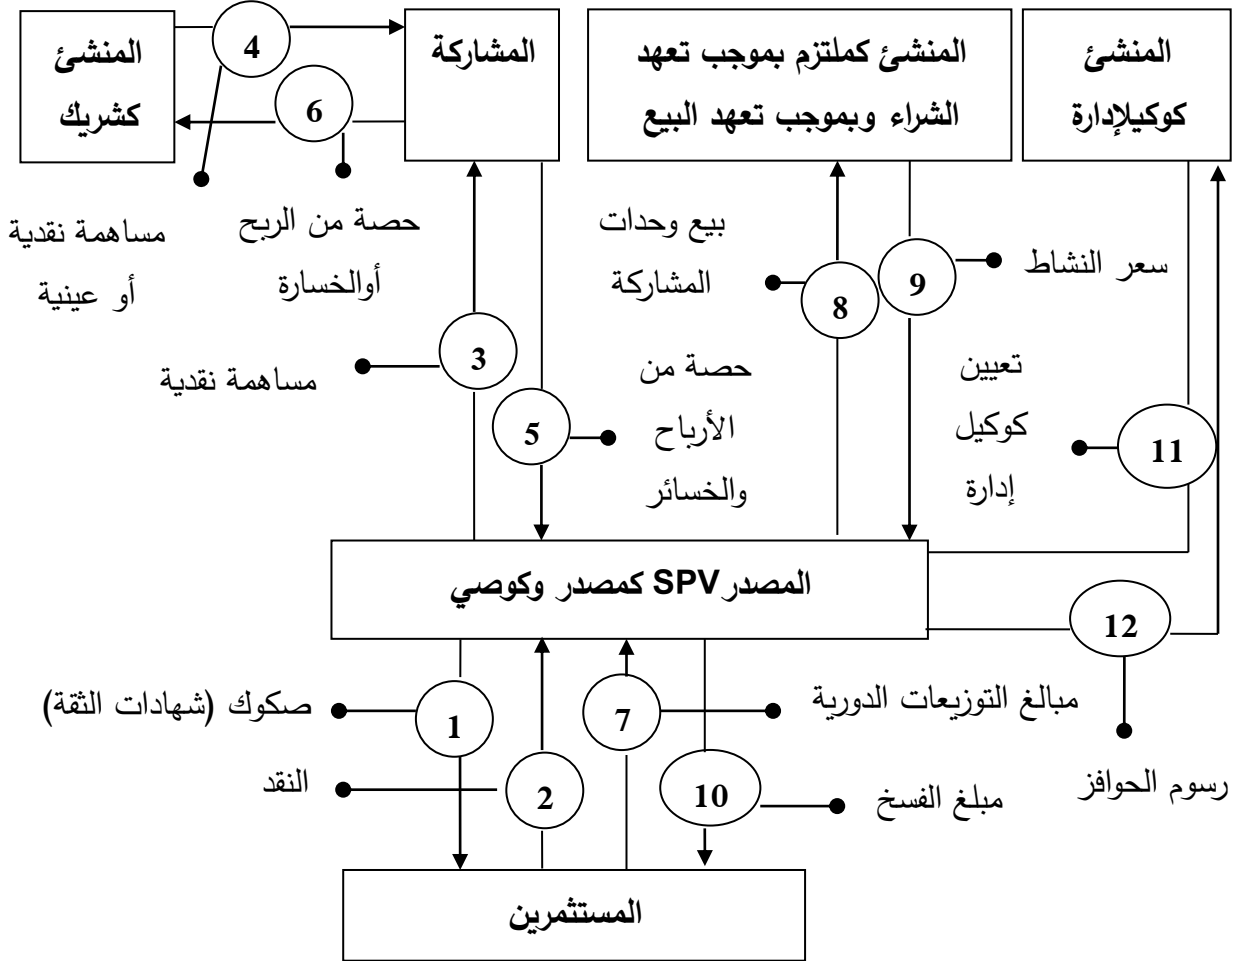 المنشئ
كشريك
4
6
المشاركة
المنشئ كملتزم بموجب تعهد
الشراء وبموجب تعهد البيع
المنشئ
كوكيلإدارة
مساهمة نقدية
أو عينية
حصة من الربح
أوالخسارة
بيع وحدات
المشاركة
8
9
سعر النشاط
3
مساهمة نقدية
5
حصة من
الأرباح
والخسائر
تعيين
كوكيل
إدارة
11
المصدرSPV كمصدر وكوصي
12
رسوم الحوافز
صكوك (شهادات الثقة)
1
النقد
2
7
مبالغ التوزيعات الدورية
10
مبلغ الفسخ
المستثمرين